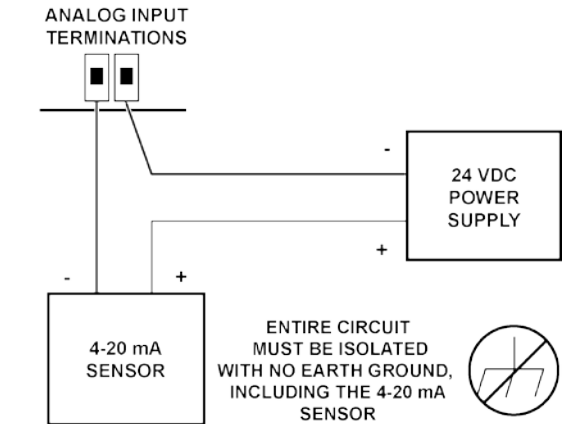 ANALOG INPUT
TERMINATIONS
-
24 VDC
POWER
SUPPLY
+
-
+
4-20 mA
SENSOR
ENTIRE CIRCUIT
MUST BE ISOLATED
WITH NO EARTH GROUND,
INCLUDING THE 4-20 mA
SENSOR